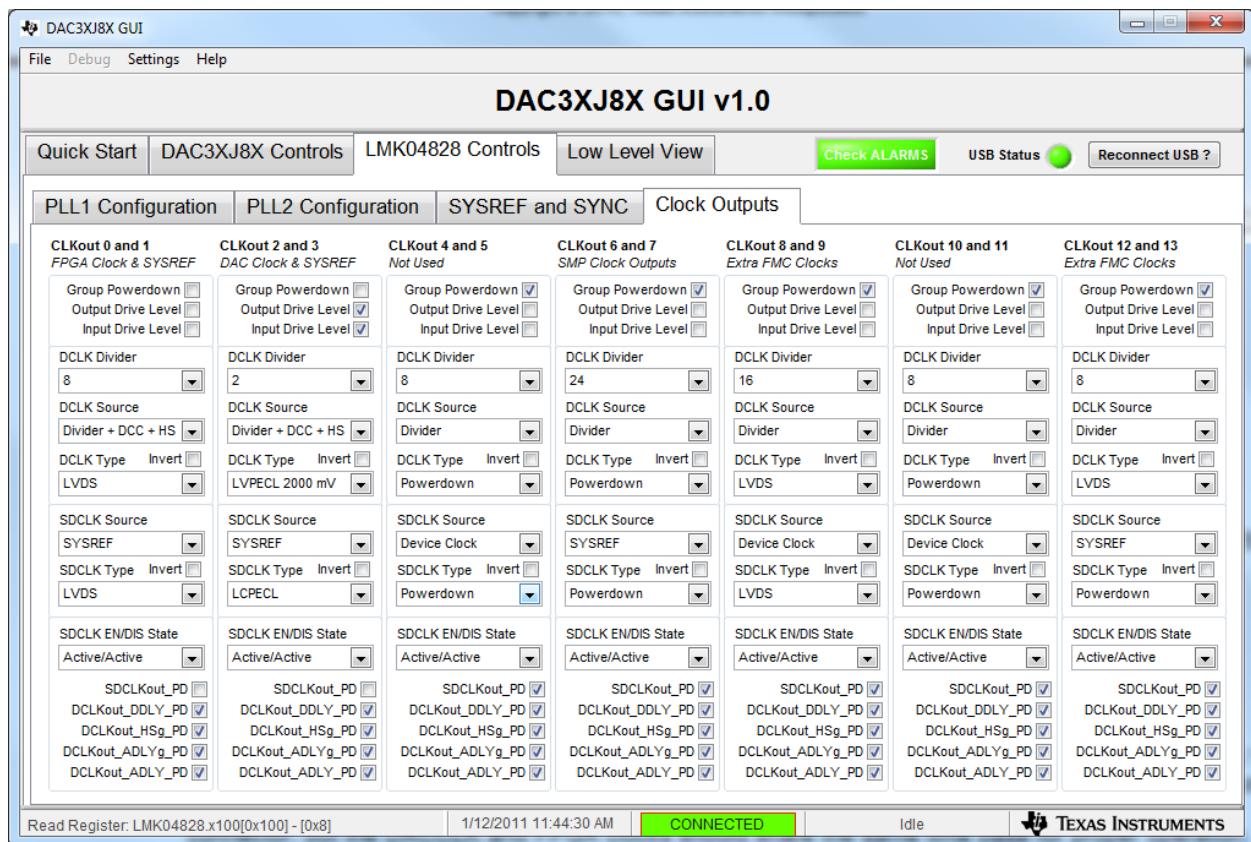 DAC3XJ8X GUI
File Debug Settings Help
DAC3XJ8X GUI v1.0
Quick Start DAC3XJ8X Controls LMK04828 Controls Low Level View Check ALARMS USB Status Reconnect USB ?
PLL1 Configuration PLL2 Configuration SYSREF and SYNC Clock Outputs
CLKout 0 and 1 CLKout 2 and 3 CLKout 4 and 5 CLKout 6 and 7 CLKout 8 and 9 CLKout 10 and 11 CLKout 12 and 13
FPGA Clock & SYSREF DAC Clock & SYSREF Not Used SMP Clock Outputs Extra FMC Clocks Not Used Extra FMC Clocks
Group Powerdown Group Powerdown Group Powerdown Group Powerdown Group Powerdown Group Powerdown Group Powerdown
Output Drive Level Output Drive Level Output Drive Level Output Drive Level Output Drive Level Output Drive Level Output Drive Level
Input Drive Level Input Drive Level Input Drive Level Input Drive Level Input Drive Level Input Drive Level Input Drive Level
DCLK Divider DCLK Divider DCLK Divider DCLK Divider DCLK Divider DCLK Divider DCLK Divider
8 2 8 24 16 8 8
DCLK Source DCLK Source DCLK Source DCLK Source DCLK Source DCLK Source DCLK Source
Divider + DCC + HS Divider + DCC + HS Divider Divider Divider Divider Divider
DCLK Type Invert DCLK Type Invert DCLK Type Invert DCLK Type Invert DCLK Type Invert DCLK Type Invert DCLK Type Invert
LVDS LVPECL 2000 mV Powerdown Powerdown LVDS Powerdown LVDS
SDCLK Source SDCLK Source SDCLK Source SDCLK Source SDCLK Source SDCLK Source SDCLK Source
SYSREF SYSREF Device Clock SYSREF Device Clock Device Clock SYSREF
SDCLK Type Invert SDCLK Type Invert SDCLK Type Invert SDCLK Type Invert SDCLK Type Invert SDCLK Type Invert SDCLK Type Invert
LVDS LCPECL Powerdown Powerdown LVDS Powerdown Powerdown
SDCLK EN/DIS State SDCLK EN/DIS State SDCLK EN/DIS State SDCLK EN/DIS State SDCLK EN/DIS State SDCLK EN/DIS State SDCLK EN/DIS State
Active/Active Active/Active Active/Active Active/Active Active/Active Active/Active Active/Active
SDCLKout_PD SDCLKout_PD SDCLKout_PD SDCLKout_PD SDCLKout_PD SDCLKout_PD SDCLKout_PD
DCLKout_DDLY_PD DCLKout_DDLY_PD DCLKout_DDLY_PD DCLKout_DDLY_PD DCLKout_DDLY_PD DCLKout_DDLY_PD DCLKout_DDLY_PD
DCLKout_HSg_PD DCLKout_HSg_PD DCLKout_HSg_PD DCLKout_HSg_PD DCLKout_HSg_PD DCLKout_HSg_PD DCLKout_HSg_PD
DCLKout_ADLYg_PD DCLKout_ADLYg_PD DCLKout_ADLYg_PD DCLKout_ADLYg_PD DCLKout_ADLYg_PD DCLKout_ADLYg_PD DCLKout_ADLYg_PD
DCLKout_ADLY_PD DCLKout_ADLY_PD DCLKout_ADLY_PD DCLKout_ADLY_PD DCLKout_ADLY_PD DCLKout_ADLY_PD DCLKout_ADLY_PD
Read Register: LMK04828.x100[0x100] - [0x8] 1/12/2011 11:44:30 AM CONNECTED Idle TEXAS INSTRUMENTS